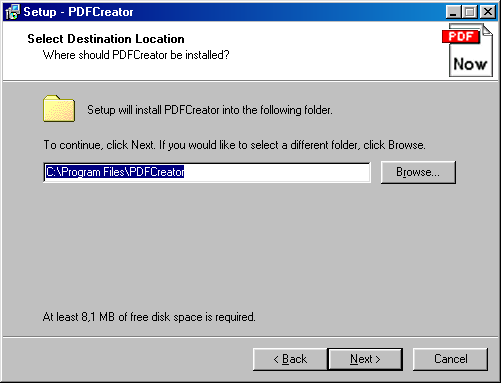 Setup - PDFCreator
Select Destination Location
Where should PDFCreator be installed?
PDF
Now
Setup will install PDFCreator into the following folder.
To continue, click Next. If you would like to select a different folder, click Browse.
C:\Program Files\PDFCreator
Browse...
At least 8,1 MB of free disk space is required.
< Back
Next >
Cancel